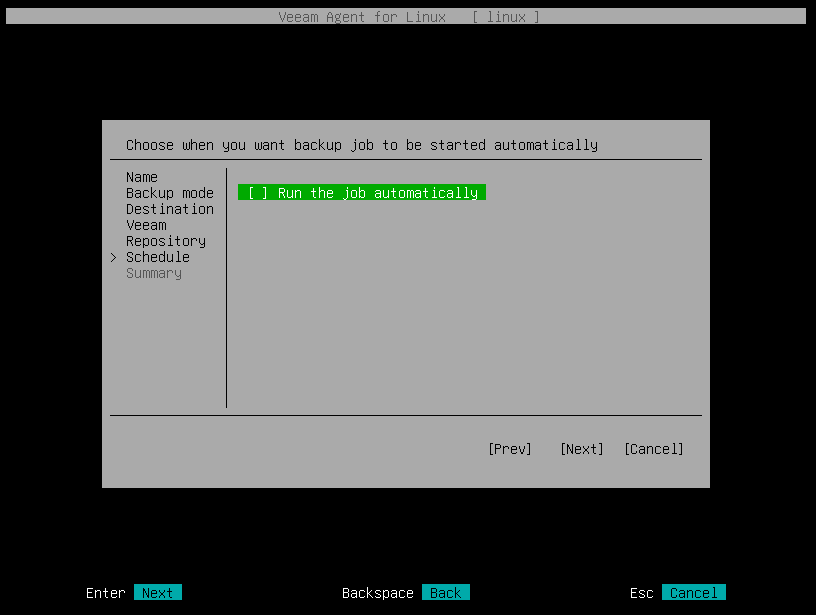 Veeam Agent for Linux [ linux ]
Choose when you want backup job to be started automatically
Name
Backup mode
Destination
Veeam
Repository
> Schedule
Summary
[ ] Run the job automatically
[Prev] [Next] [Cancel]
Enter Next Backspace Back Esc Cancel